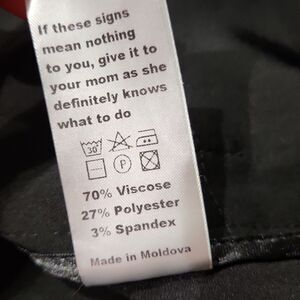 If these signs
mean nothing
to you, give it to
your mom as she
definitely knows
what to do
30
P
70% Viscose
27% Polyester
3% Spandex
Made in Moldova